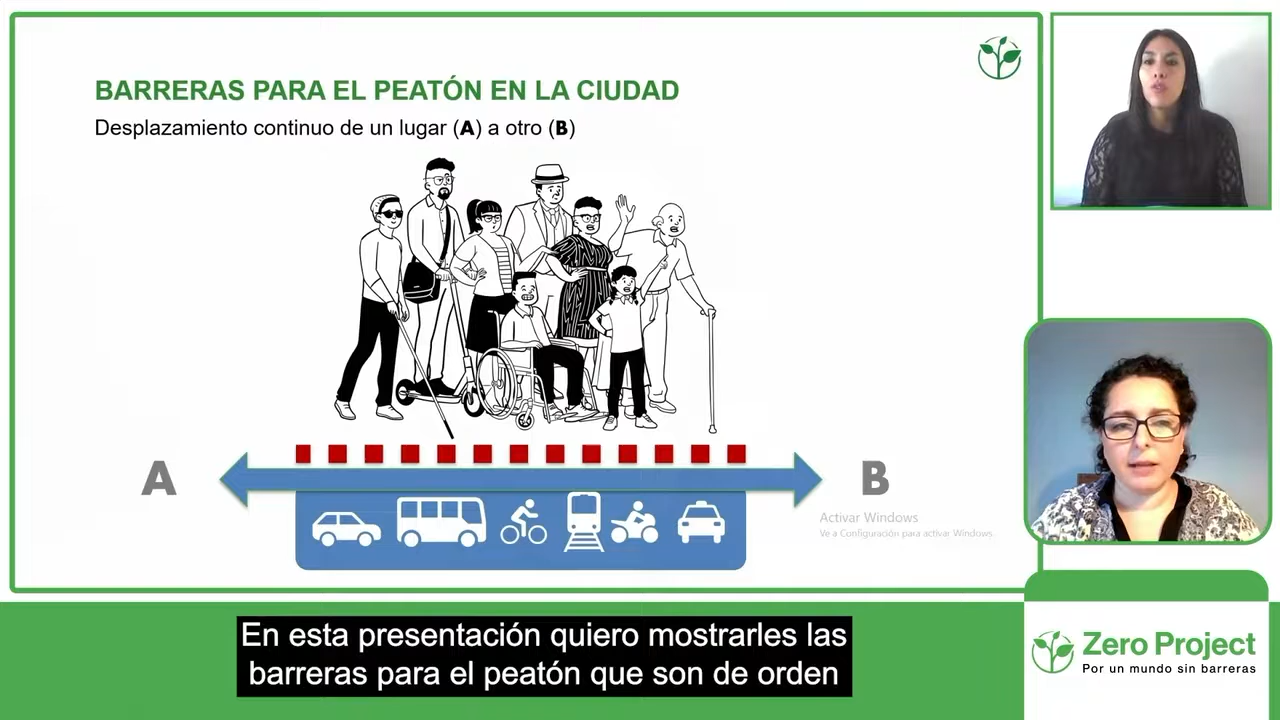 BARRERAS PARA EL PEATÓN EN LA CIUDAD
Desplazamiento continuo de un lugar (A) a otro (B)
A
B
Activar Windows
Ve a Configuración para activar Windows.
En esta presentación quiero mostrarles las
barreras para el peatón que son de orden
Zero Project
Por un mundo sin barreras